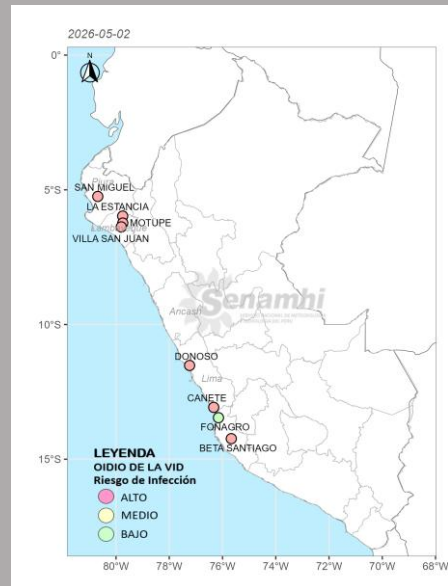 2026-05-02
N
0°
Piura
SAN MIGUEL
5°S
LA ESTANCIA
MOTUPE
Lambayeque
VILLA SAN JUAN
Senamhi
Ancash
10°S
DONOSO
Lima
CANETE
FONAGRO
BETA SANTIAGO
LEYENDA
OIDIO DE LA VID
Riesgo de Infección
ALTO
MEDIO
BAJO
15°S
80°W 78°W 76°W 74°W 72°W 70°W 68°W